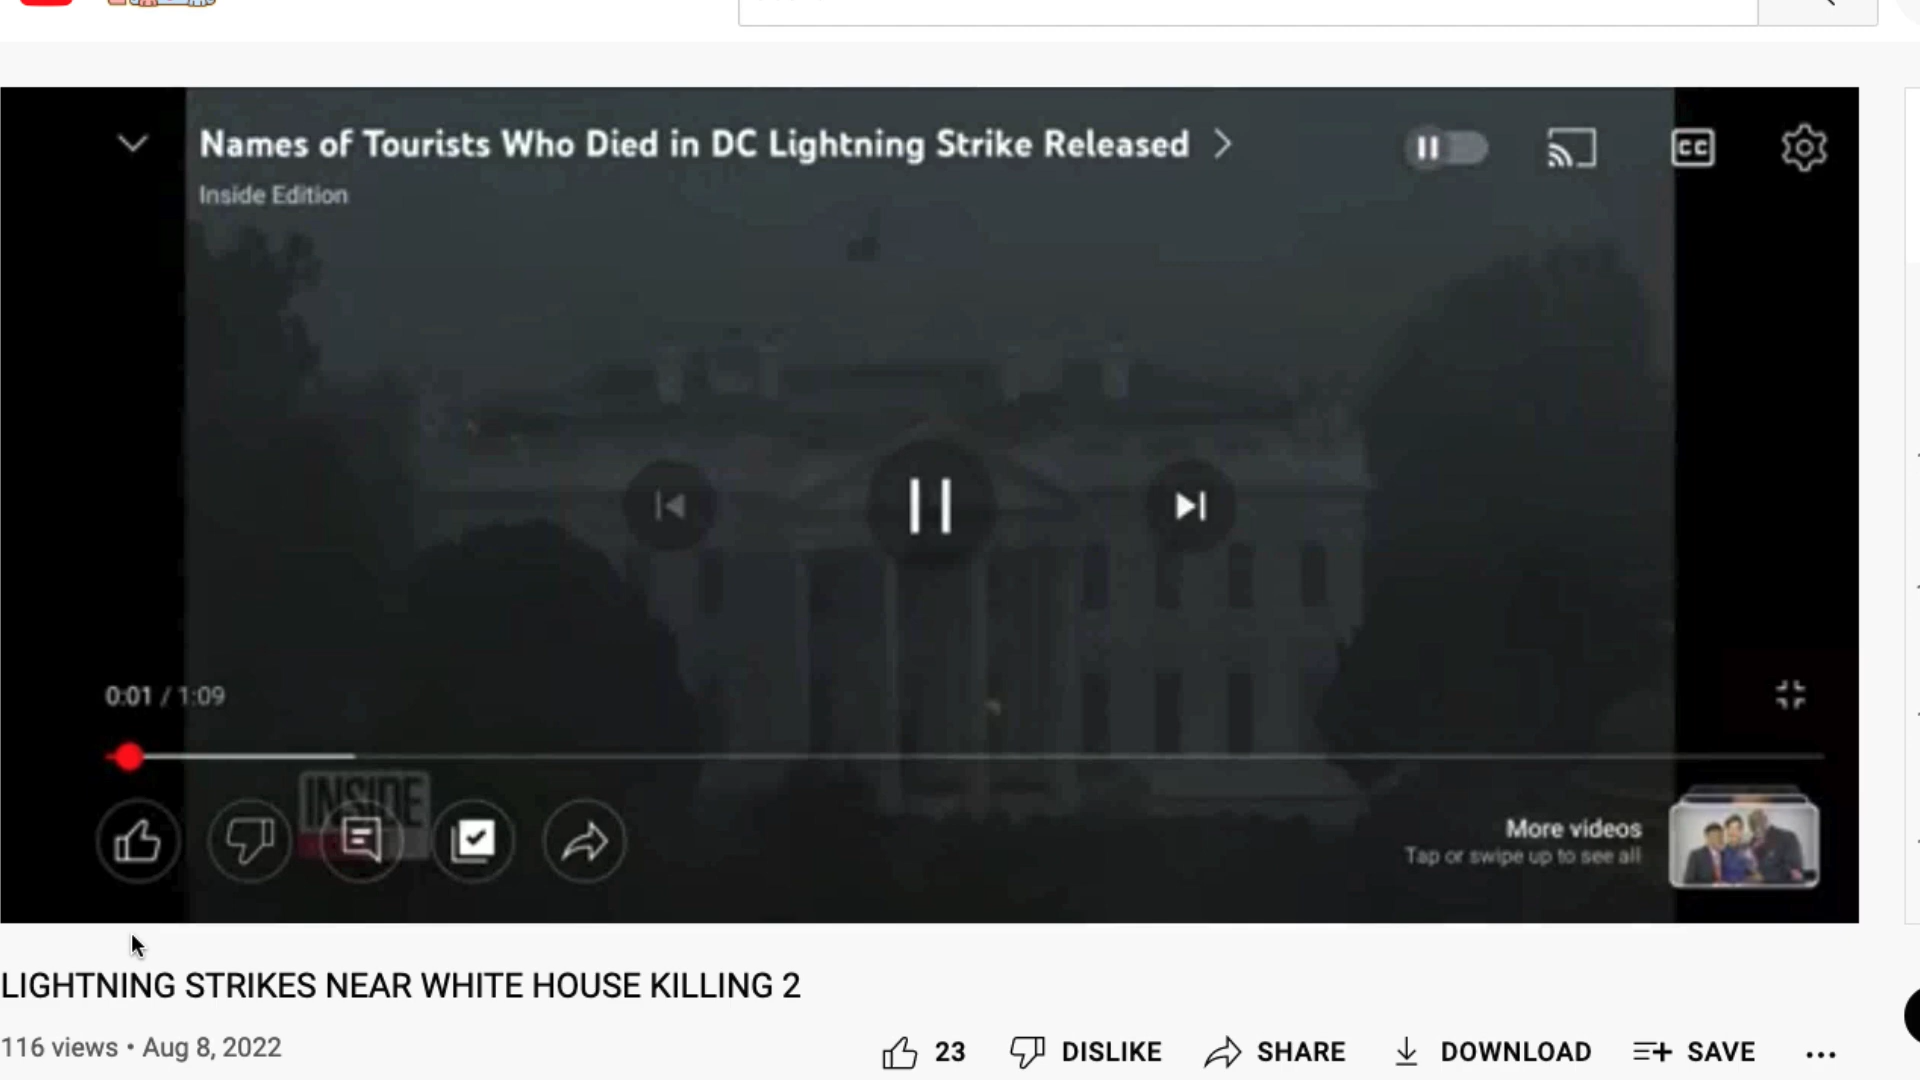 Names of Tourists Who Died in DC Lightning Strike Released
Inside Edition
CC
0:01 / 1:09
INSIDE
More videos
Tap or swipe up to see all
LIGHTNING STRIKES NEAR WHITE HOUSE KILLING 2
116 views • Aug 8, 2022
23 DISLIKE SHARE DOWNLOAD SAVE